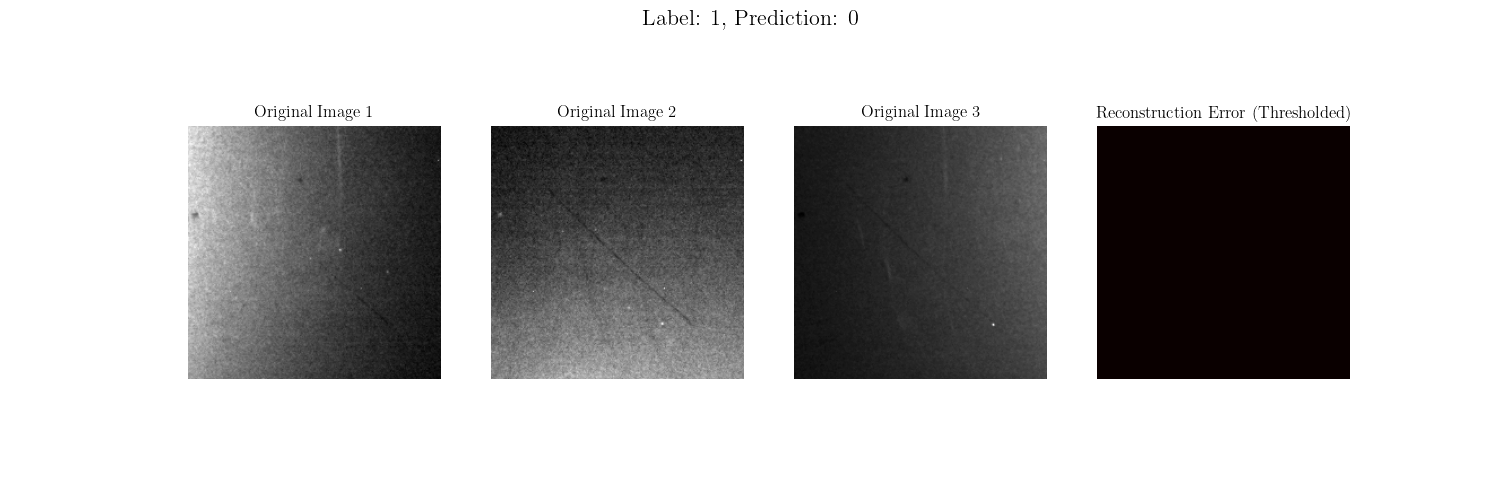 Label: 1, Prediction: 0
Original Image 1
Original Image 2
Original Image 3
Reconstruction Error (Thresholded)